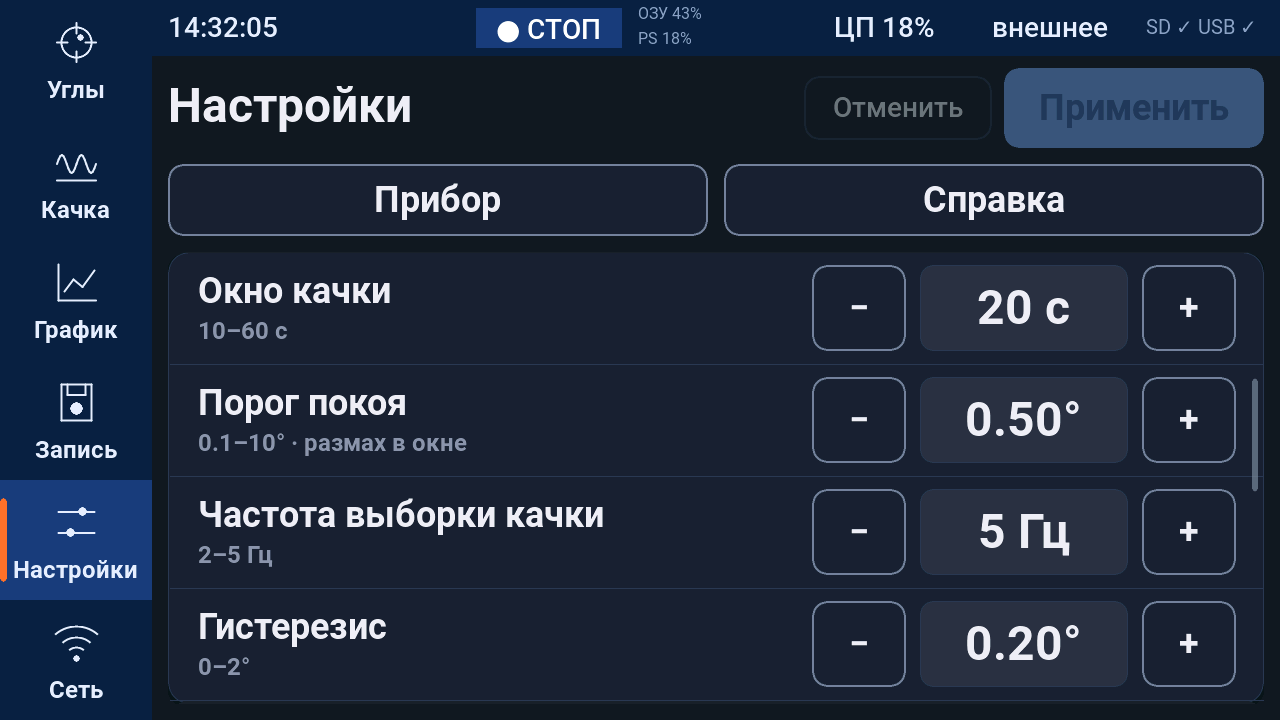 14:32:05
СТОП
ОЗУ 43%
PS 18%
ЦП 18%
внешнее
SD ✓ USB ✓
Углы
Качка
График
Запись
Настройки
Сеть
Настройки
Отменить
Применить
Прибор
Справка
Окно качки
10–60 с
−
20 с
+
Порог покоя
0.1–10° · размах в окне
−
0.50°
+
Частота выборки качки
2–5 Гц
−
5 Гц
+
Гистерезис
0–2°
−
0.20°
+